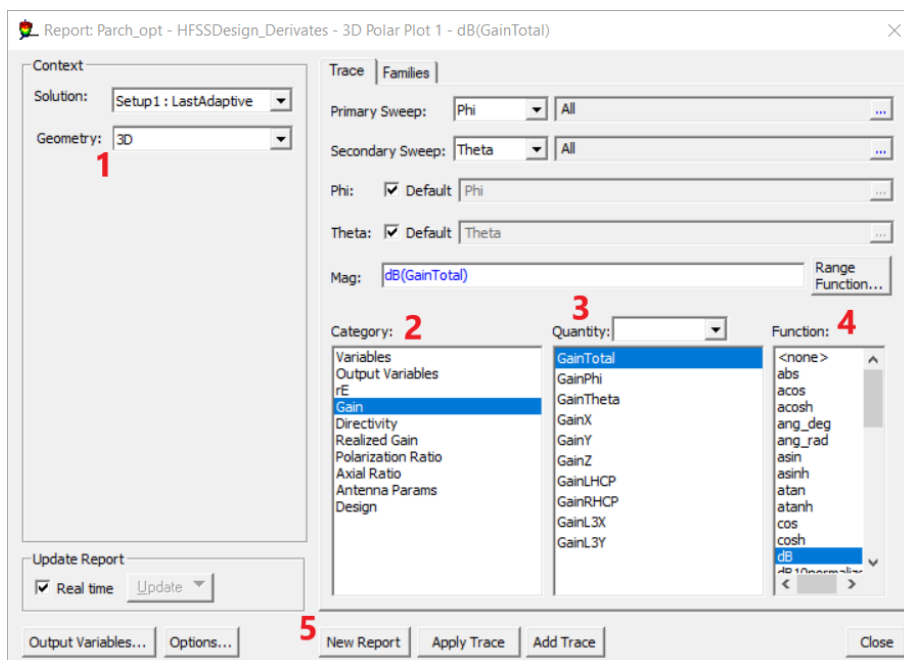 Report: Parch_opt - HFSSDesign_Derivates - 3D Polar Plot 1 - dB(GainTotal)
Context
Solution: Setup1 : LastAdaptive
Geometry: 3D
1
Update Report
Real time Update
Output Variables... Options...
Trace Families
Primary Sweep: Phi All ...
Secondary Sweep: Theta All ...
Phi: Default Phi ...
Theta: Default Theta ...
Mag: dB(GainTotal) Range
Function...
Category: 2
Variables
Output Variables
rE
Gain
Directivity
Realized Gain
Polarization Ratio
Axial Ratio
Antenna Params
Design
3
Quantity:
GainTotal
GainPhi
GainTheta
GainX
GainY
GainZ
GainLHCP
GainRHCP
GainL3X
GainL3Y
4
Function:
<none>
abs
acos
acosh
ang_deg
ang_rad
asin
asinh
atan
atanh
cos
cosh
dB
5
New Report Apply Trace Add Trace Close